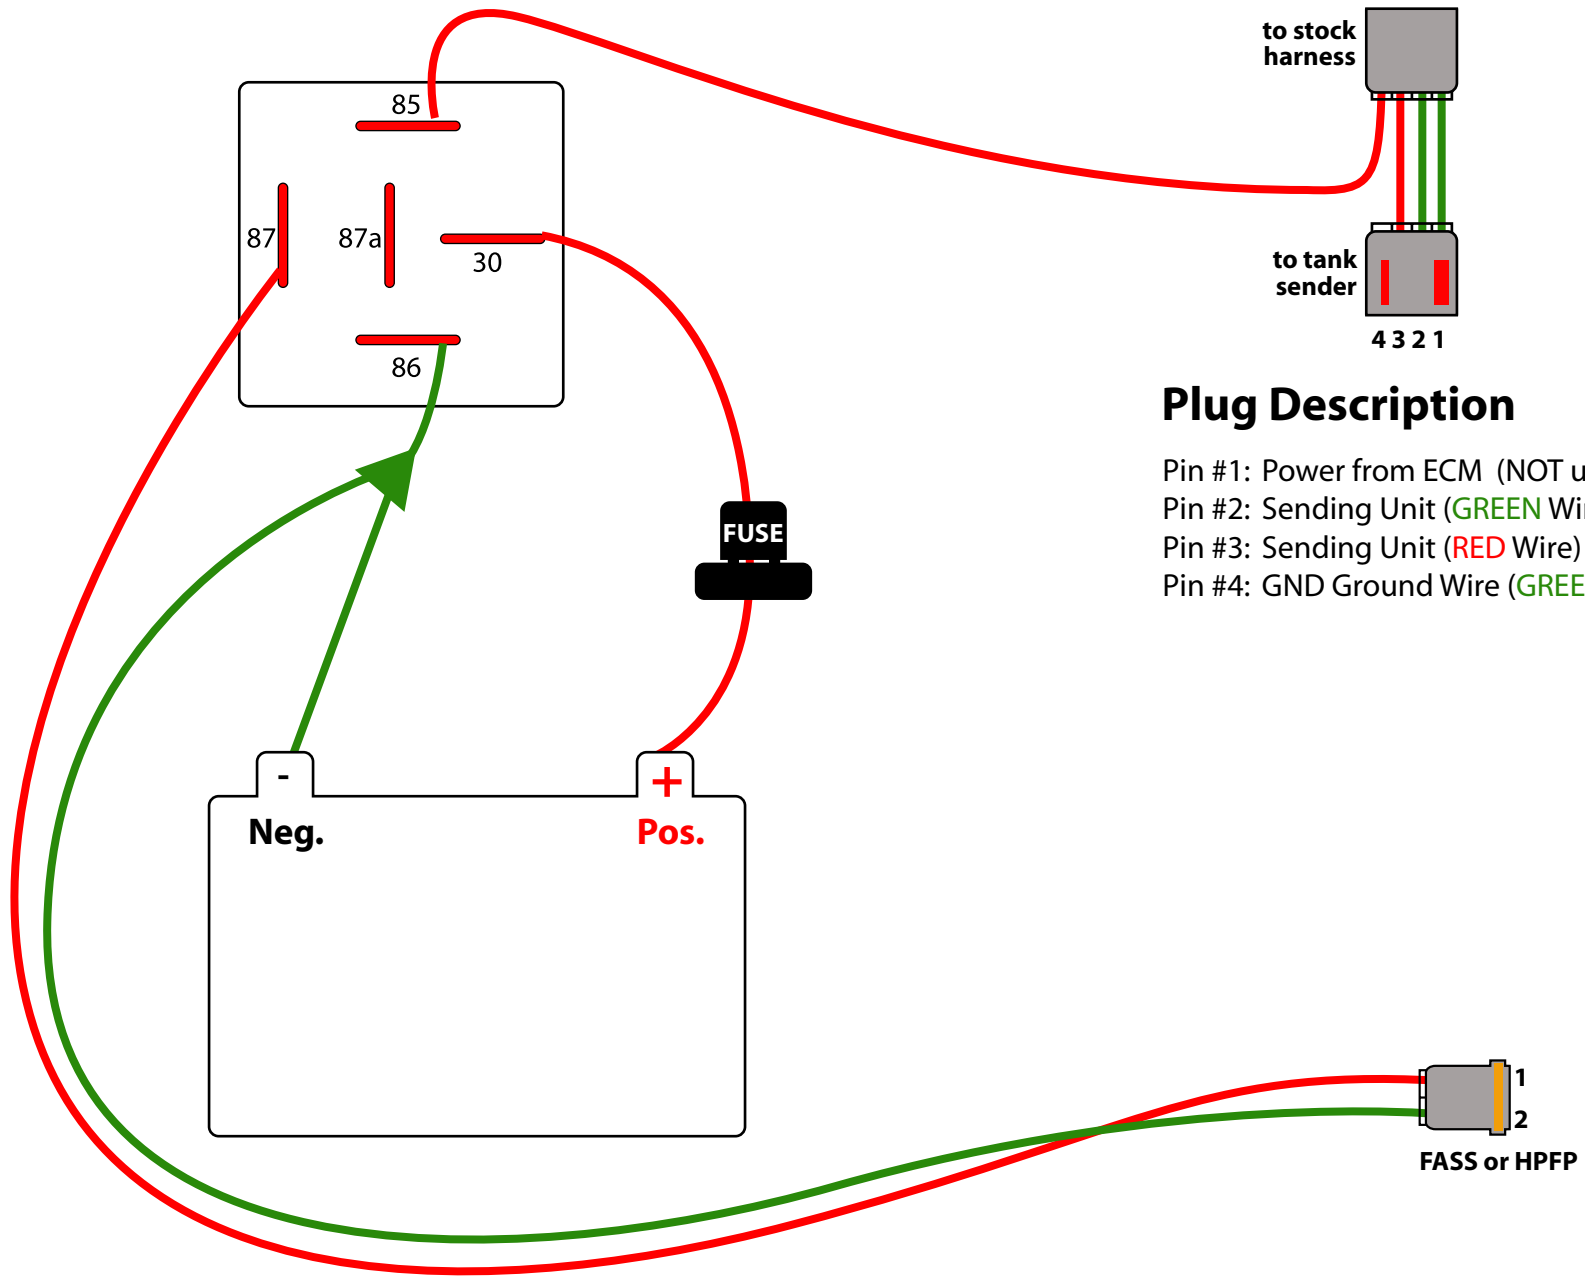 to stock
harness
85
87
87a
30
86
to tank
sender
4 3 2 1
Plug Description
Pin #1: Power from ECM (NOT
Pin #2: Sending Unit (GREEN
Pin #3: Sending Unit (RED Wire)
Pin #4: GND Ground Wire
FUSE
-
+
Neg.
Pos.
1
2
FASS or HPFP